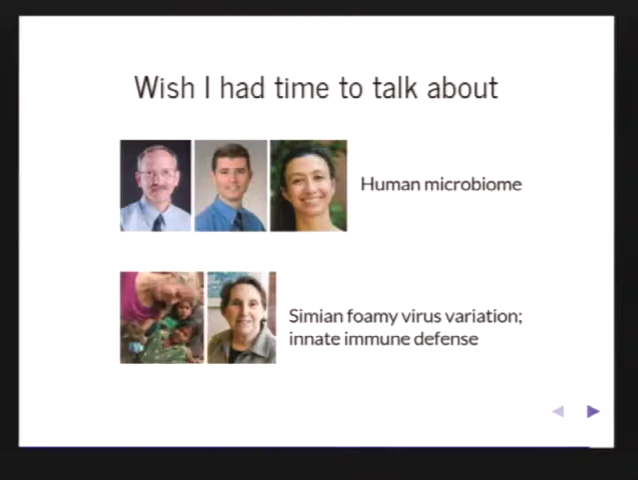 Wish I had time to talk about
Human microbiome
Simian foamy virus variation;
innate immune defense